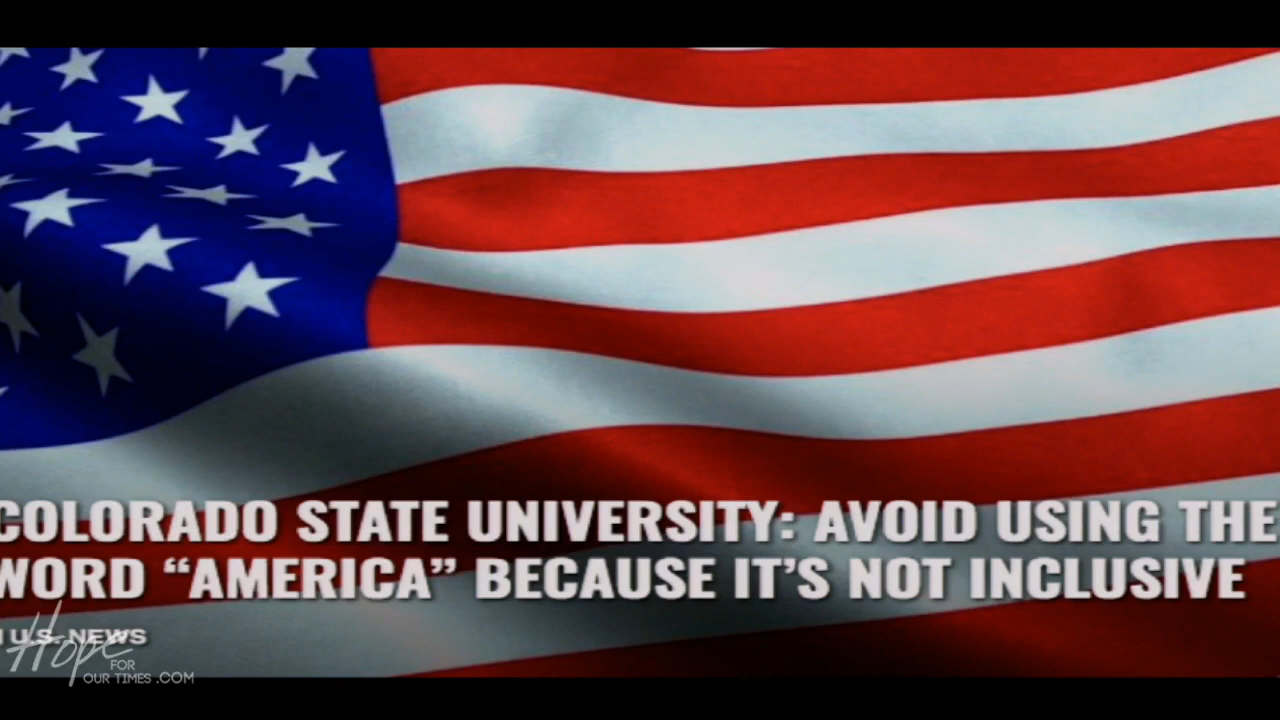 COLORADO STATE UNIVERSITY: AVOID USING THE
WORD “AMERICA” BECAUSE IT’S NOT INCLUSIVE
U.S. NEWS
Hope
FOR
OUR TIMES .COM